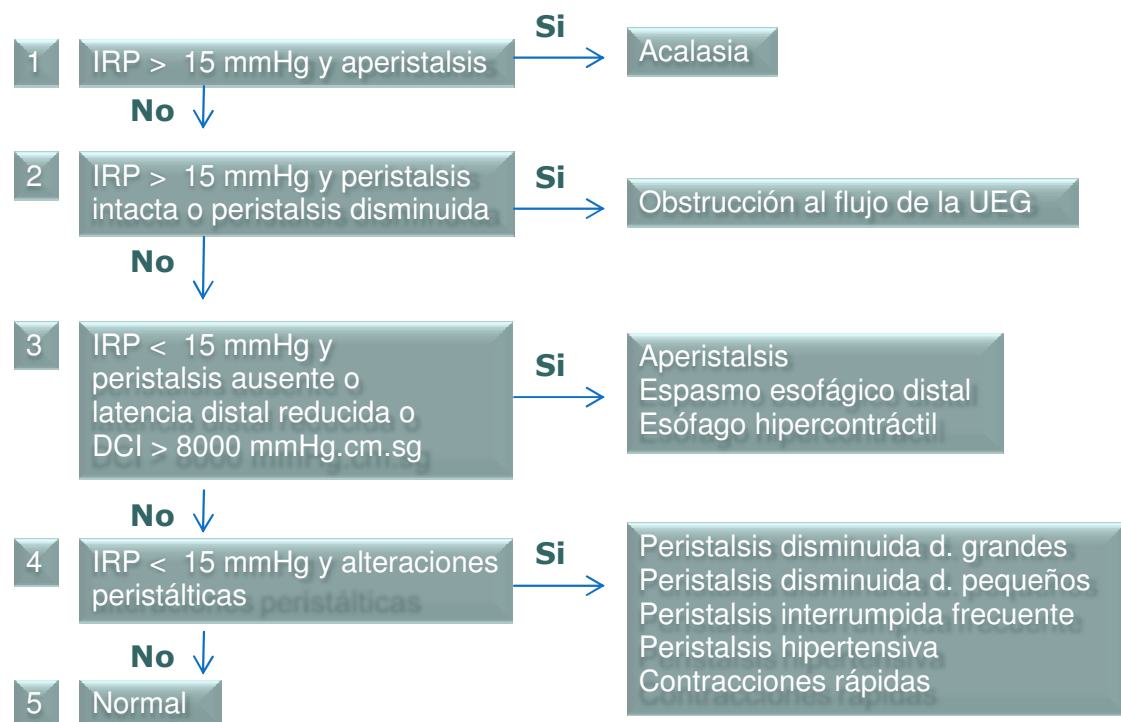 Si
1
IRP > 15 mmHg y aperistalsis
Acalasia
No
2
IRP > 15 mmHg y peristalsis
intacta o peristalsis disminuida
Si
Obstrucción al flujo de la UEG
No
3
IRP < 15 mmHg y
peristalsis ausente o
latencia distal reducida o
DCI > 8000 mmHg.cm.sg
Si
Aperistalsis
Espasmo esofágico distal
Esófago hipercontráctil
No
4
IRP < 15 mmHg y alteraciones
peristálticas
Si
Peristalsis disminuida d. grandes
Peristalsis disminuida d. pequeños
Peristalsis interrumpida frecuente
Peristalsis hipertensiva
Contracciones rápidas
No
5
Normal